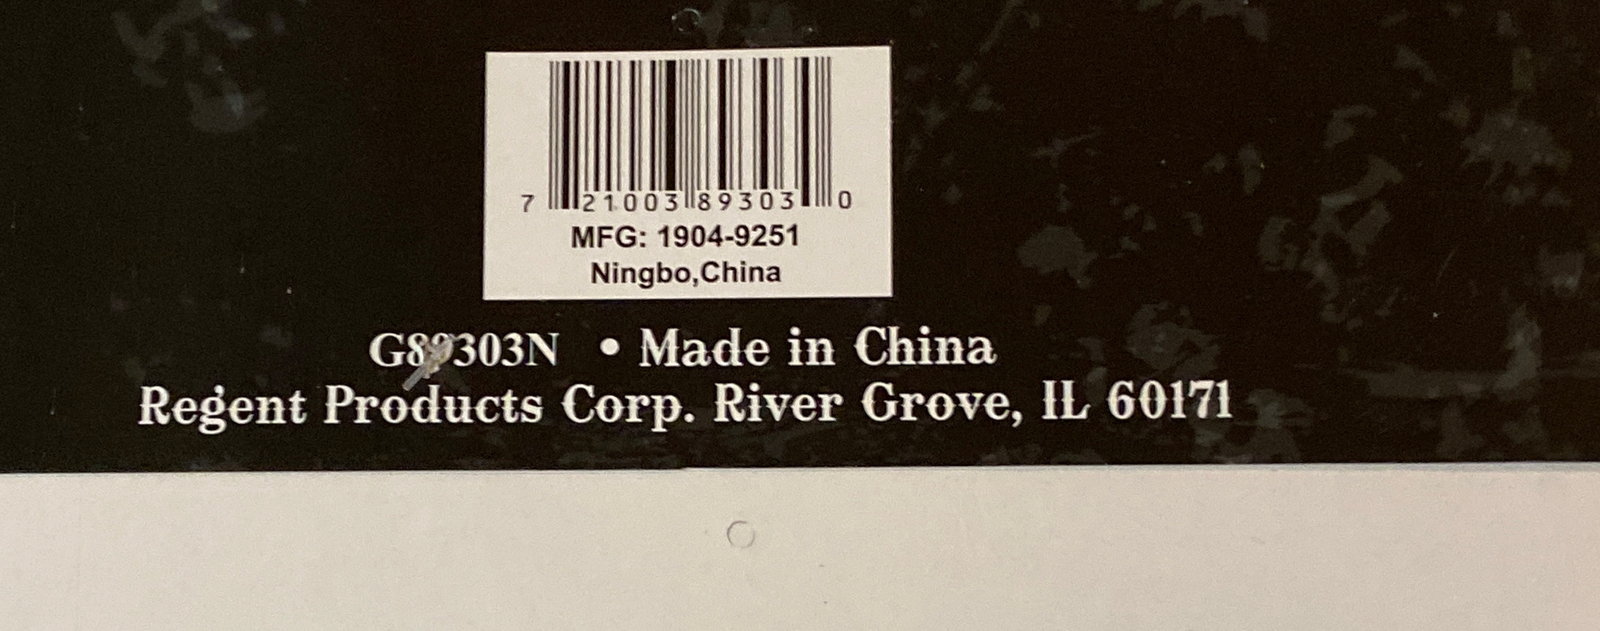 7 21003 89303 0
MFG: 1904-9251
Ningbo,China
G89303N • Made in China
Regent Products Corp. River Grove, IL 60171